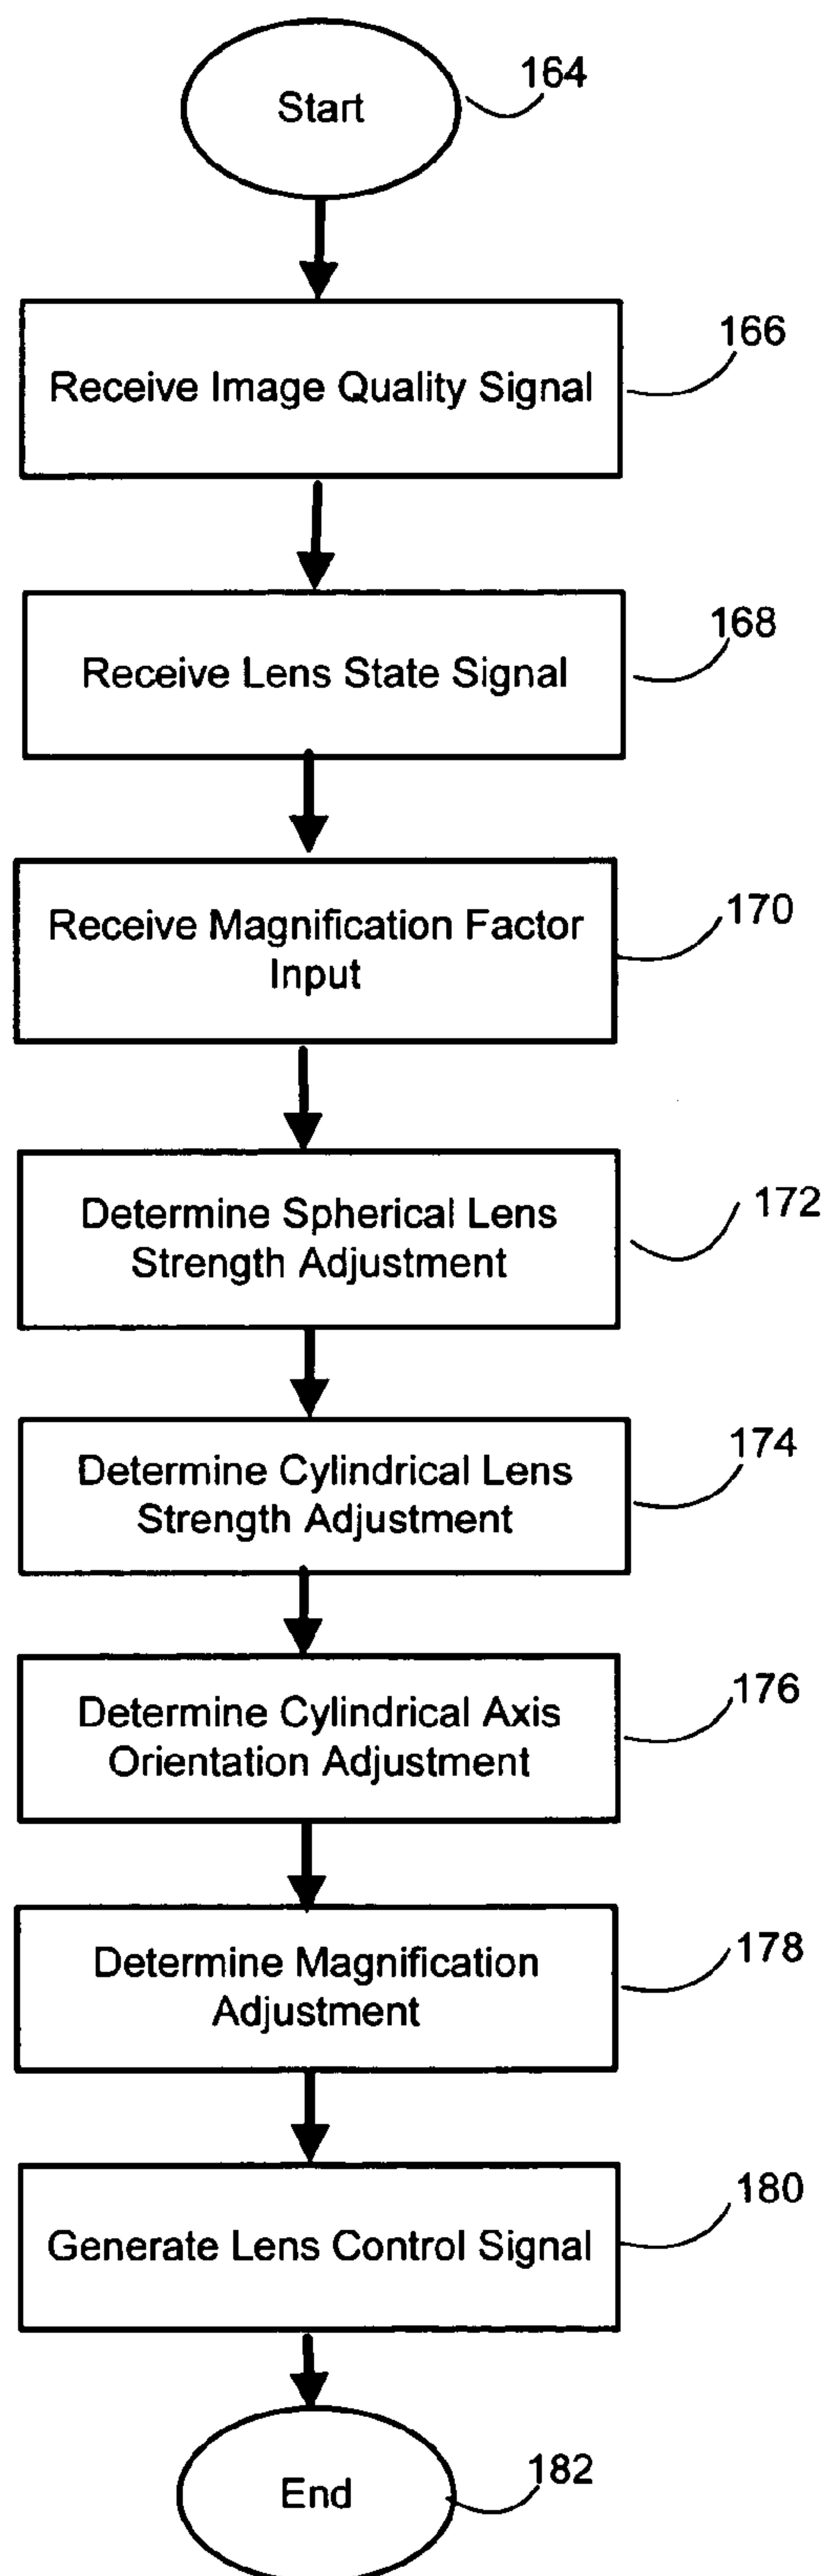 Start
164
Receive Image Quality Signal
166
Receive Lens State Signal
168
Receive Magnification Factor
Input
170
Determine Spherical Lens
Strength Adjustment
172
Determine Cylindrical Lens
Strength Adjustment
174
Determine Cylindrical Axis
Orientation Adjustment
176
Determine Magnification
Adjustment
178
Generate Lens Control Signal
180
End
182